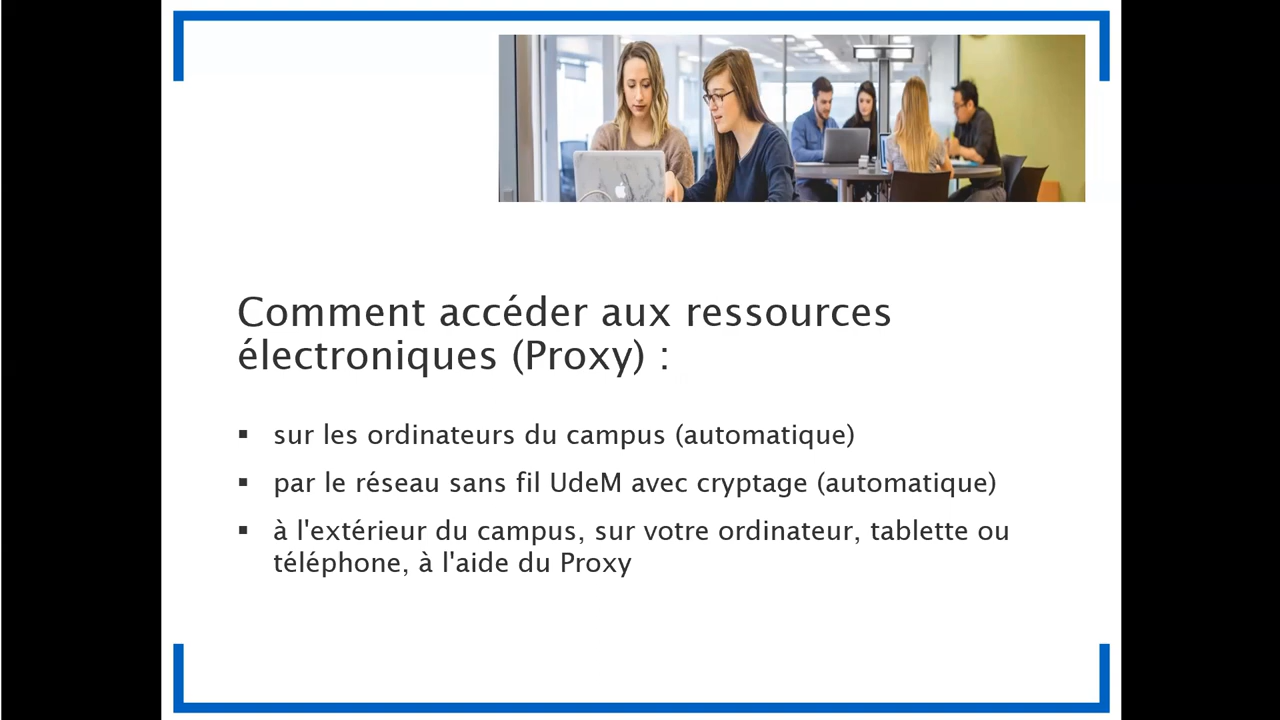 Comment accéder aux ressources
électroniques (Proxy) :
▪ sur les ordinateurs du campus (automatique)
▪ par le réseau sans fil UdeM avec cryptage (automatique)
▪ à l'extérieur du campus, sur votre ordinateur, tablette ou
téléphone, à l'aide du Proxy